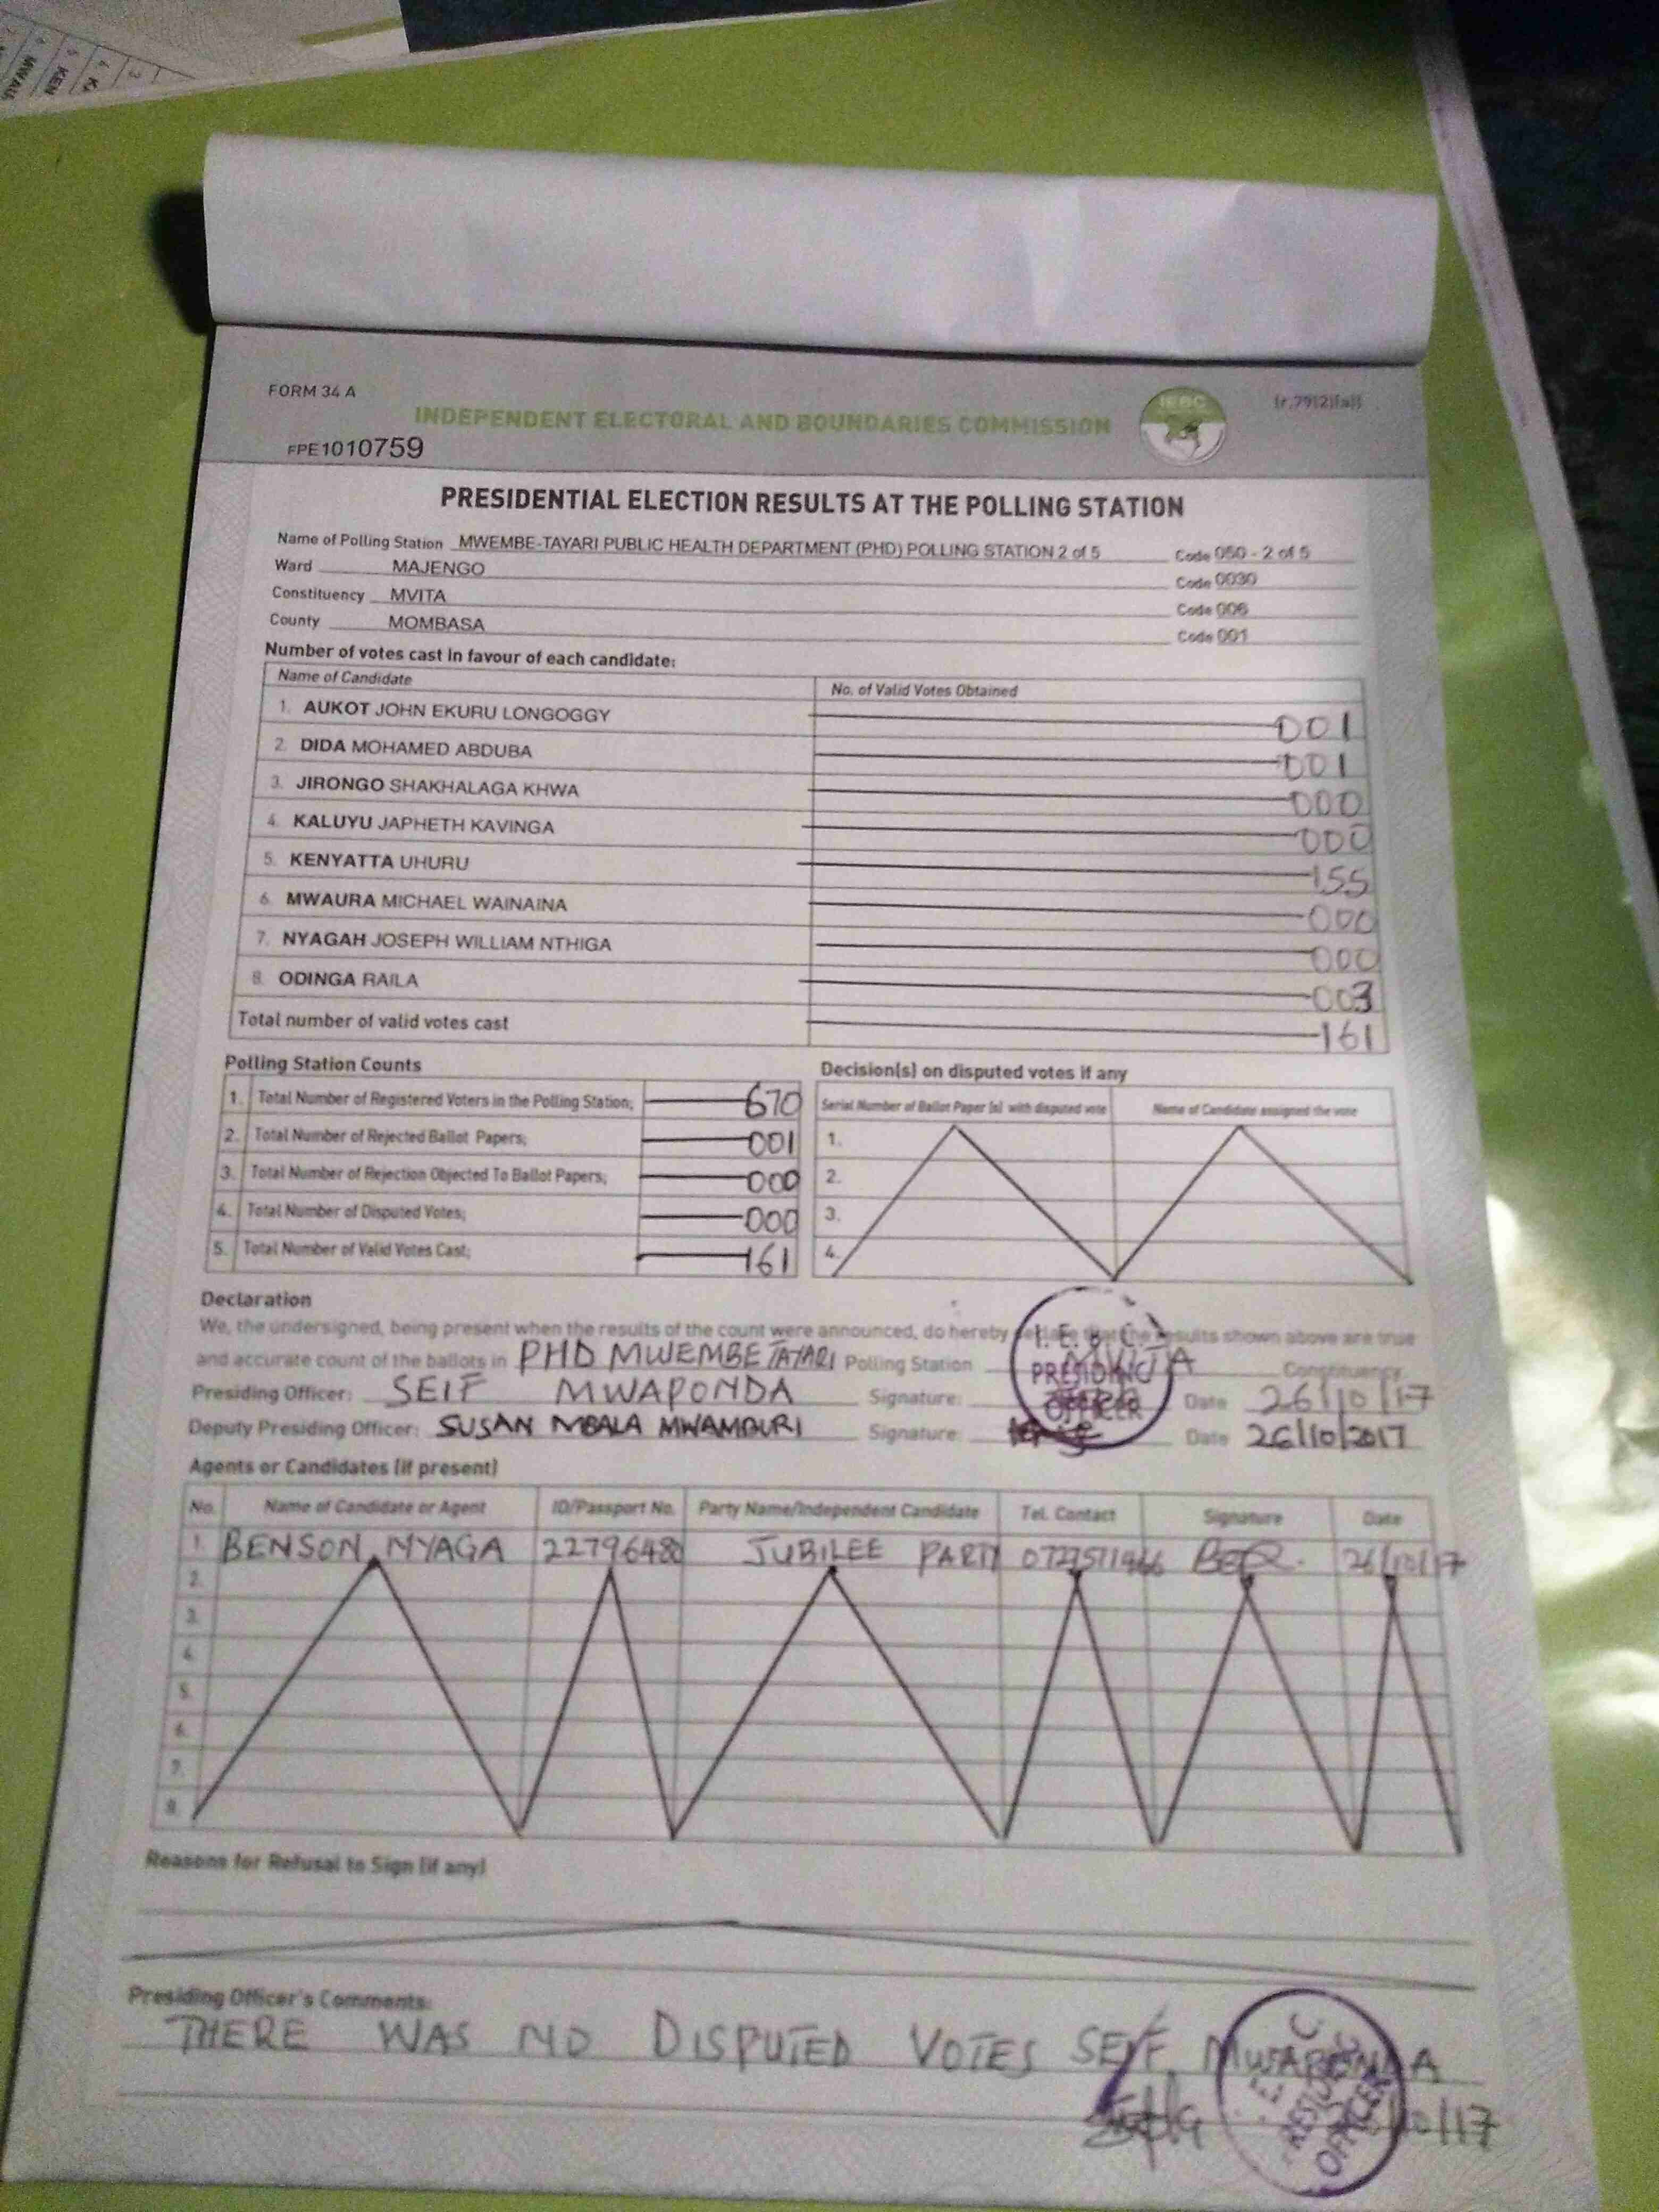 MWAU
5. KEN
4. K
3
FORM 34 A
INDEPENDENT ELECTORAL AND BOUNDARIES COMMISSION
IEBC
(r.79(2)(a))
FPE1010759
PRESIDENTIAL ELECTION RESULTS AT THE POLLING STATION
Name of Polling Station MWEMBE-TAYARI PUBLIC HEALTH DEPARTMENT (PHD) POLLING STATION 2 of 5 Code 050 - 2 of 5
Ward MAJENGO Code 0030
Constituency MVITA Code 006
County MOMBASA Code 001
Number of votes cast in favour of each candidate:
Name of Candidate No. of Valid Votes Obtained
1. AUKOT JOHN EKURU LONGOGGY 001
2. DIDA MOHAMED ABDUBA 001
3. JIRONGO SHAKHALAGA KHWA 000
4. KALUYU JAPHETH KAVINGA 000
5. KENYATTA UHURU 155
6. MWAURA MICHAEL WAINAINA 000
7. NYAGAH JOSEPH WILLIAM NTHIGA 000
8. ODINGA RAILA 003
Total number of valid votes cast 161
Polling Station Counts
1. Total Number of Registered Voters in the Polling Station; 670
2. Total Number of Rejected Ballot Papers; 001
3. Total Number of Rejection Objected To Ballot Papers; 000
4. Total Number of Disputed Votes; 000
5. Total Number of Valid Votes Cast; 161
Decision(s) on disputed votes if any
Serial Number of Ballot Paper (s) with disputed vote Name of Candidate assigned the vote
1.
2.
3.
4.
Declaration
We, the undersigned, being present when the results of the count were announced, do hereby declare that the results shown above are true
and accurate count of the ballots in PHD MWEMBE TAYARI Polling Station MVITA Constituency
Presiding Officer: SEIF MWAPONDA Signature: Date 26/10/17
Deputy Presiding Officer: SUSAN MBALA MWAMBURI Signature: Date 26/10/2017
I. E. B. C.
PRESIDING
OFFICER
Agents or Candidates (if present)
No. Name of Candidate or Agent ID/Passport No. Party Name/Independent Candidate Tel. Contact Signature Date
1. BENSON NYAGA 22796480 JUBILEE PARTY 26/10/17
2.
3.
4.
5.
6.
7.
8.
Reasons for Refusal to Sign (if any)
Presiding Officer's Comments:
THERE WAS NO DISPUTED VOTES SEIF MWAPONDA
26/10/17